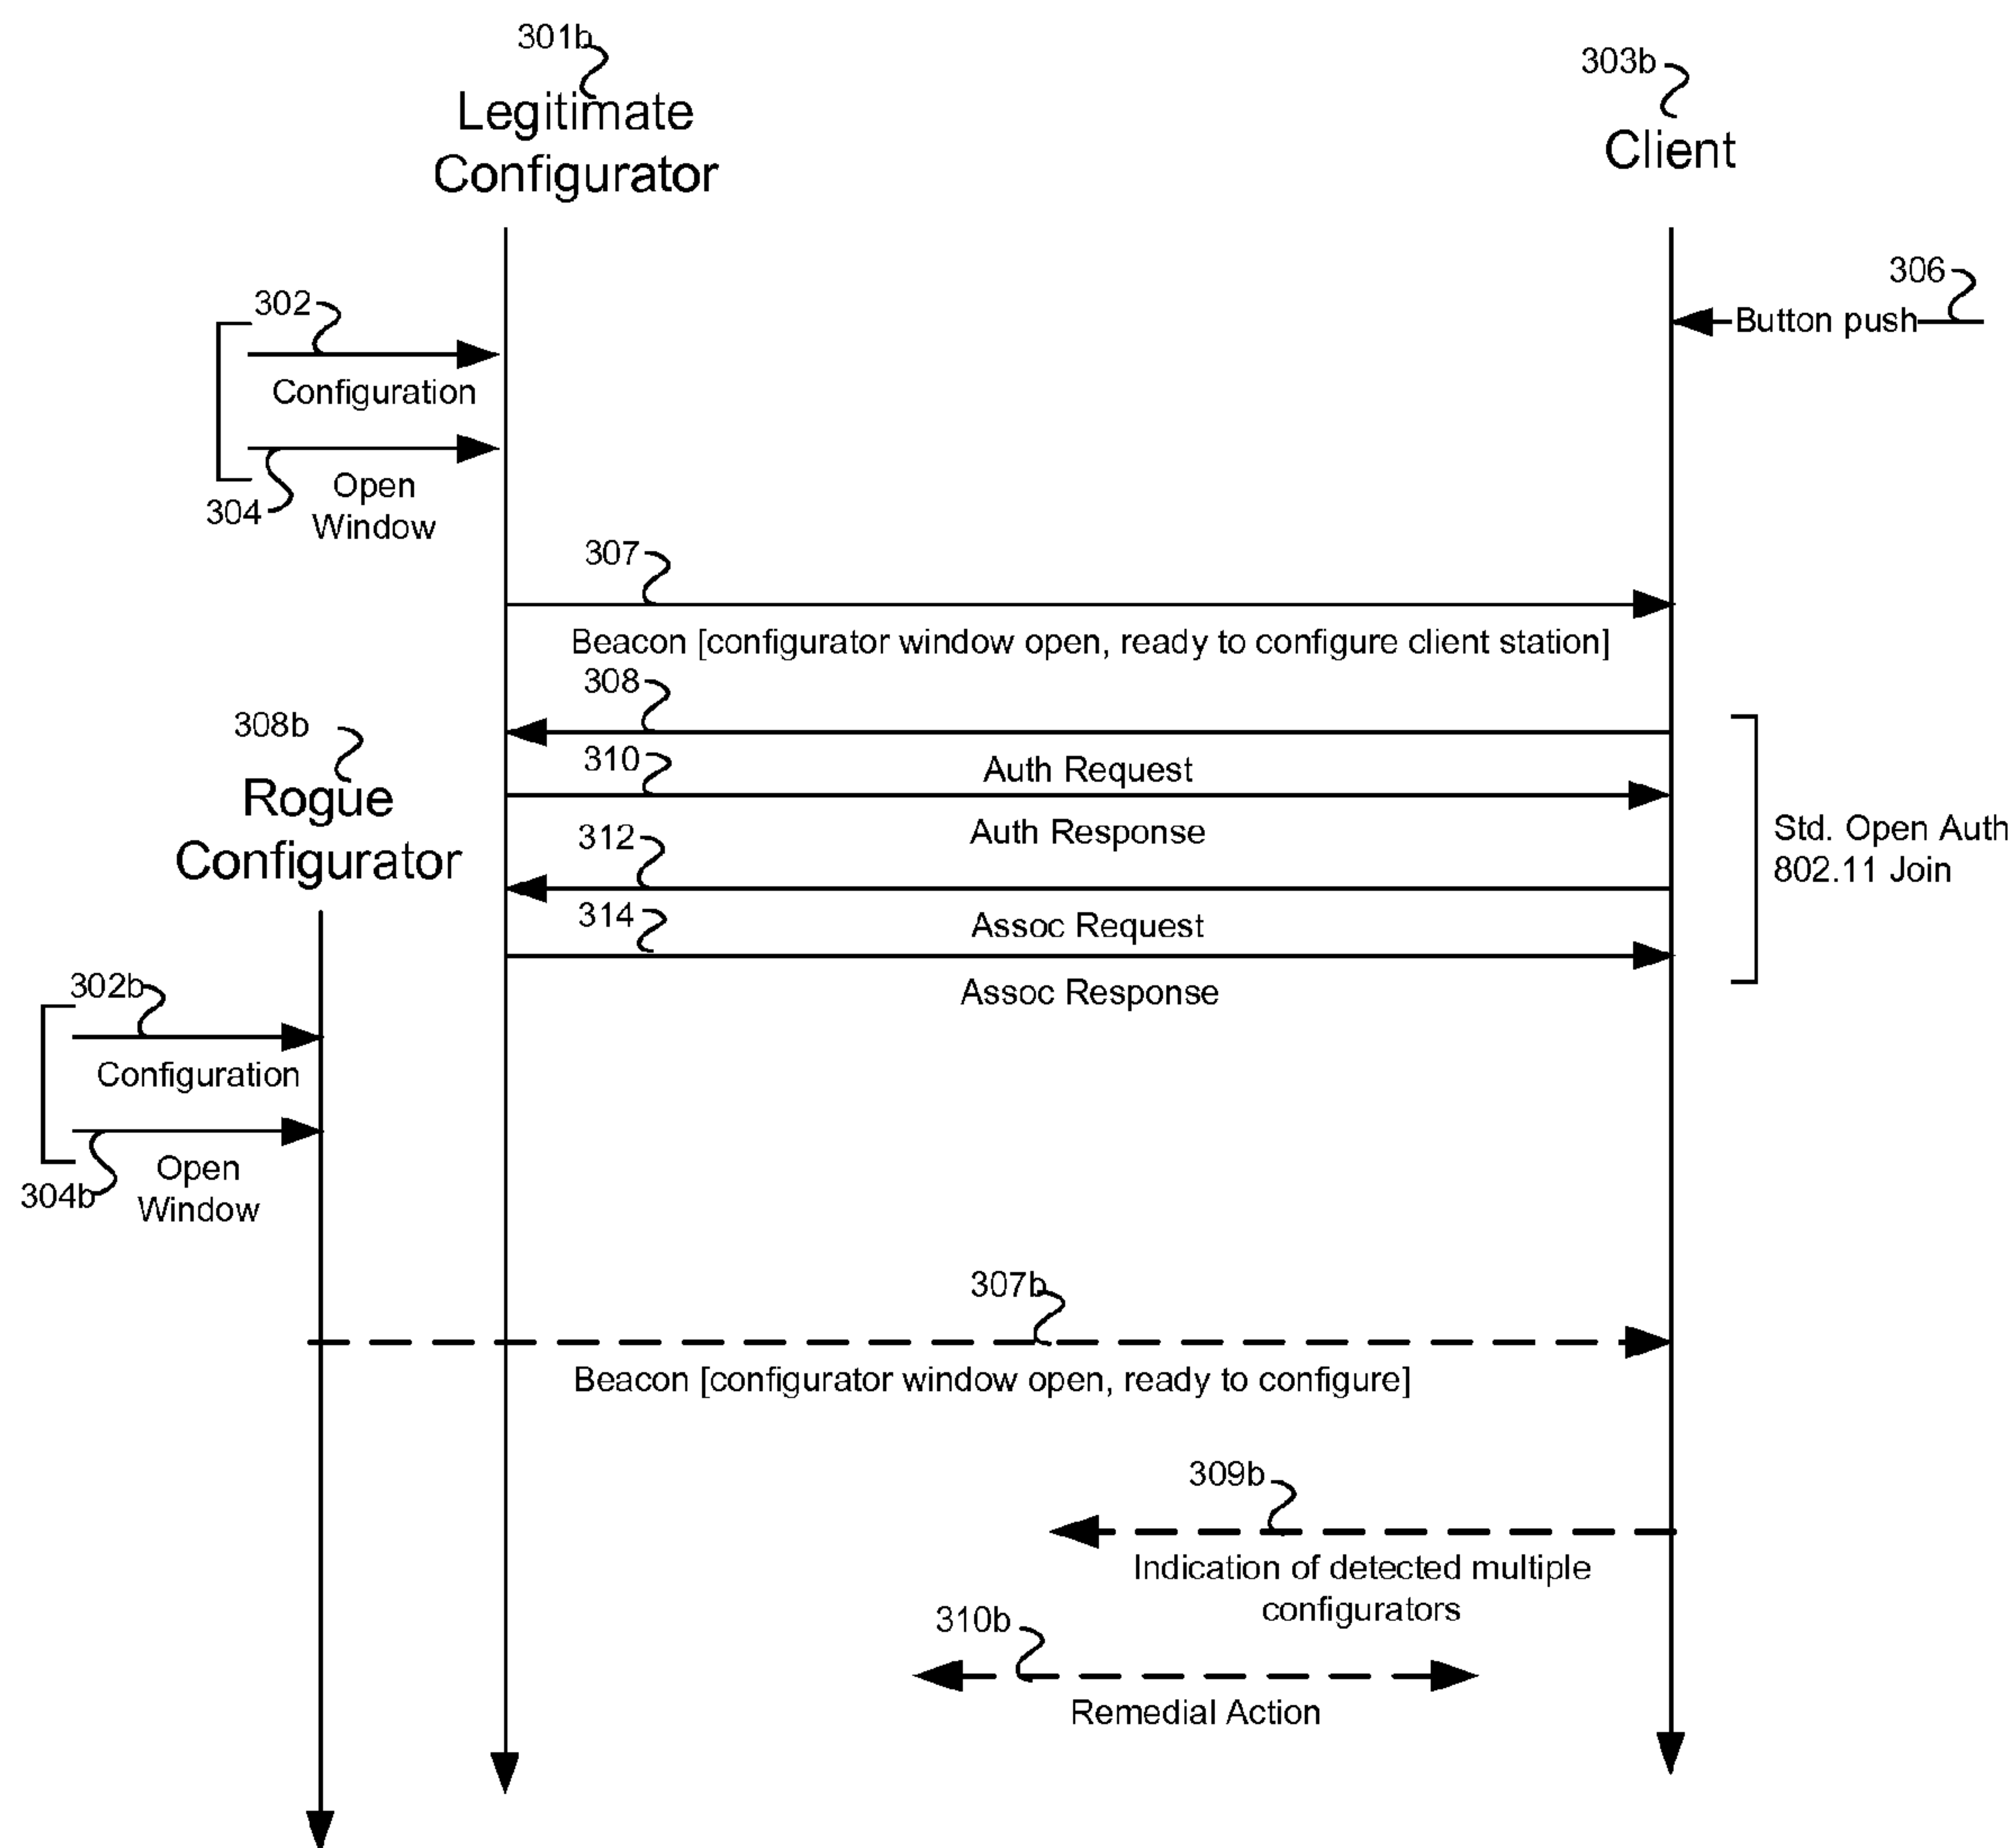 301b
Legitimate
Configurator
303b
Client
306
Button push
302
Configuration
304
Open
Window
307
Beacon [configurator window open, ready to configure client station]
308
Auth Request
308b
Rogue
Configurator
310
Auth Response
312
Assoc Request
314
Assoc Response
Std. Open Auth
802.11 Join
302b
Configuration
304b
Open
Window
307b
Beacon [configurator window open, ready to configure]
309b
Indication of detected multiple
configurators
310b
Remedial Action